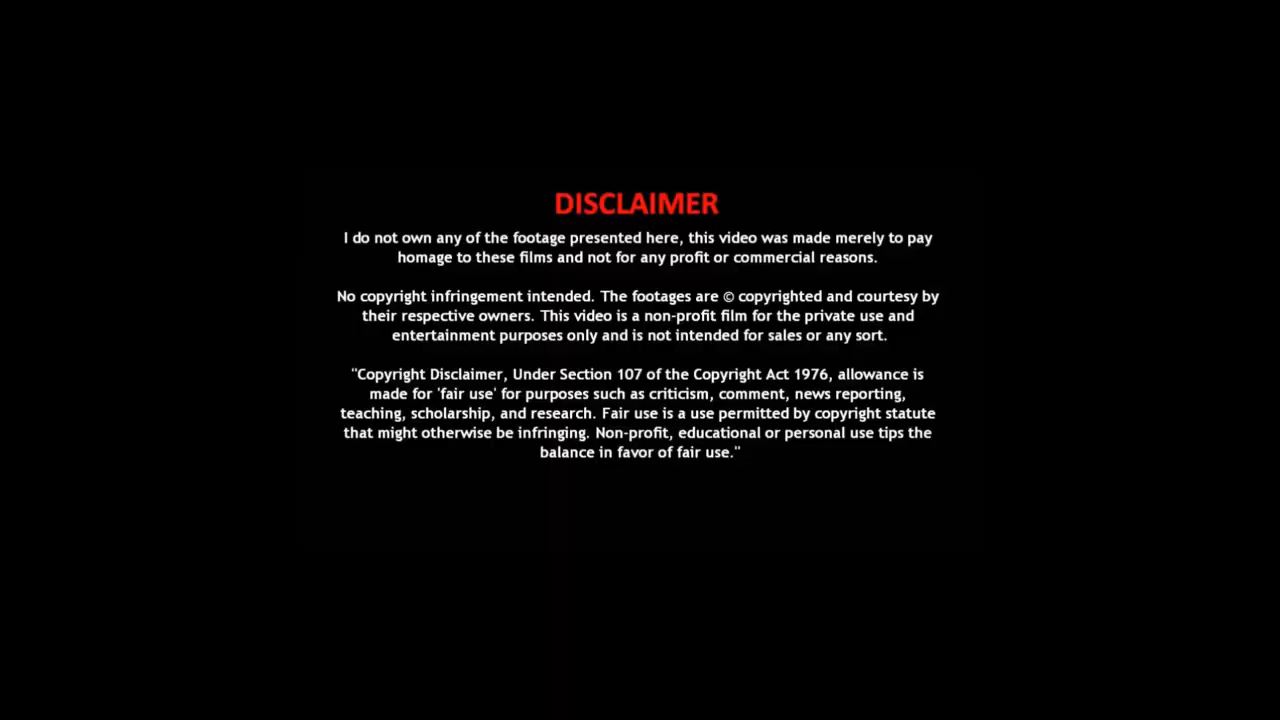 DISCLAIMER
I do not own any of the footage presented here, this video was made merely to pay
homage to these films and not for any profit or commercial reasons.
No copyright infringement intended. The footages are © copyrighted and courtesy by
their respective owners. This video is a non-profit film for the private use and
entertainment purposes only and is not intended for sales or any sort.
"Copyright Disclaimer, Under Section 107 of the Copyright Act 1976, allowance is
made for 'fair use' for purposes such as criticism, comment, news reporting,
teaching, scholarship, and research. Fair use is a use permitted by copyright statute
that might otherwise be infringing. Non-profit, educational or personal use tips the
balance in favor of fair use."